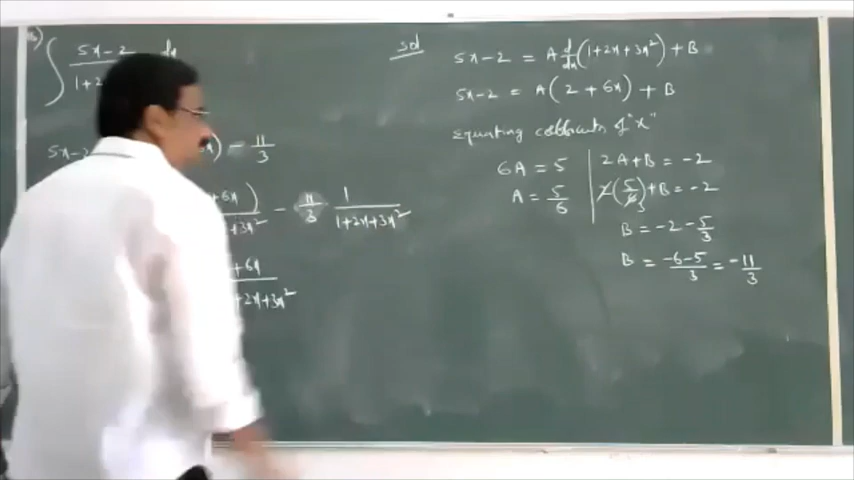 ∫ 5x-2 dx
1+2
5x-2 ) - 11/3
+6x) - 11/3 1/(1+2x+3x²)
+3x²
+6x
+2x+3x²
sol 5x-2 = A d/dx(1+2x+3x²) + B
5x-2 = A(2+6x) + B
Equating coefficients of "x"
6A = 5 | 2A+B = -2
A = 5/6 | 2(5/6)+B = -2
3
B = -2 - 5/3
B = (-6-5)/3 = -11/3